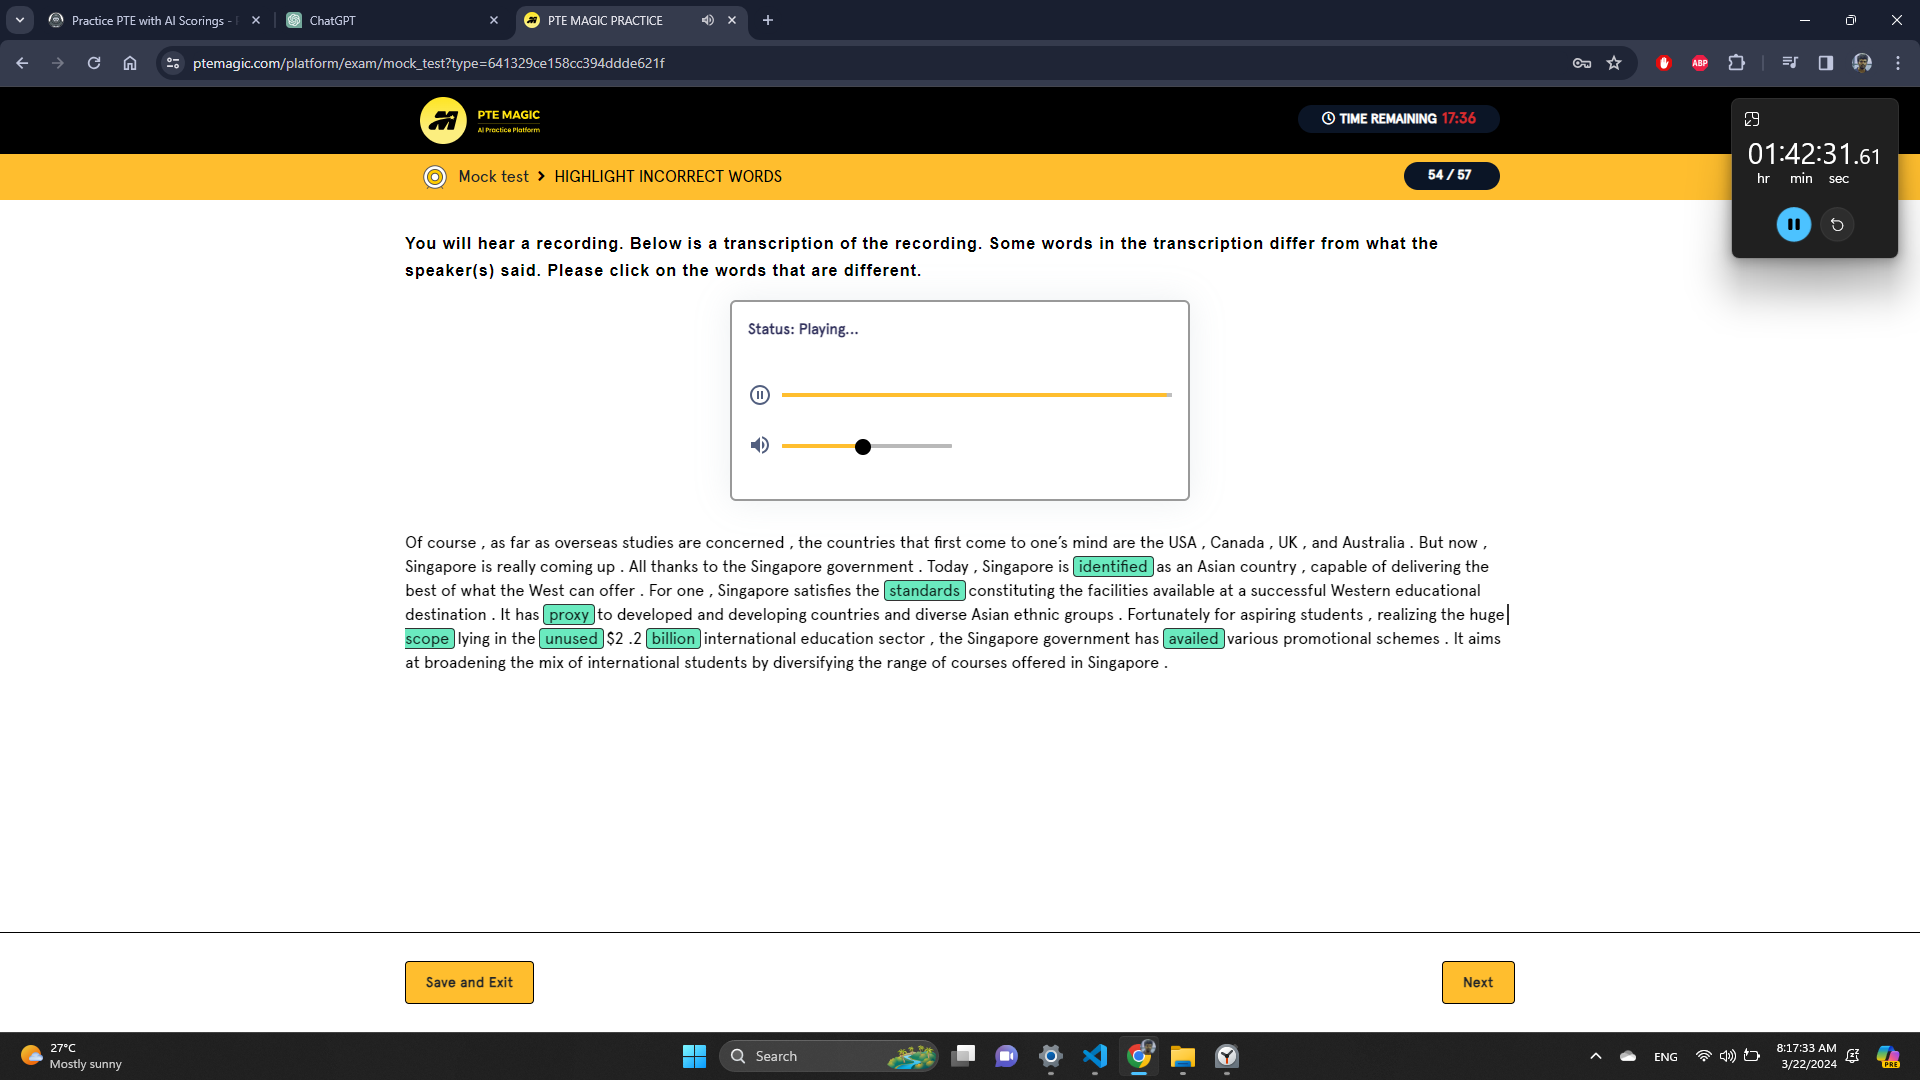 Practice PTE with AI Scorings -
ChatGPT
PTE MAGIC PRACTICE
ptemagic.com/platform/exam/mock_test?type=641329ce158cc394ddde621f
ABP
PTE MAGIC
AI Practice Platform
TIME REMAINING 17:36
01:42:31.61
hr min sec
Mock test > HIGHLIGHT INCORRECT WORDS
54 / 57
You will hear a recording. Below is a transcription of the recording. Some words in the transcription differ from what the
speaker(s) said. Please click on the words that are different.
Status: Playing...
Of course , as far as overseas studies are concerned , the countries that first come to one's mind are the USA , Canada , UK , and Australia . But now ,
Singapore is really coming up . All thanks to the Singapore government . Today , Singapore is identified as an Asian country , capable of delivering the
best of what the West can offer . For one , Singapore satisfies the standards constituting the facilities available at a successful Western educational
destination . It has proxy to developed and developing countries and diverse Asian ethnic groups . Fortunately for aspiring students , realizing the huge
scope lying in the unused $2 .2 billion international education sector , the Singapore government has availed various promotional schemes . It aims
at broadening the mix of international students by diversifying the range of courses offered in Singapore .
Save and Exit
Next
27°C
Mostly sunny
Search
ENG
8:17:33 AM
3/22/2024
PRE